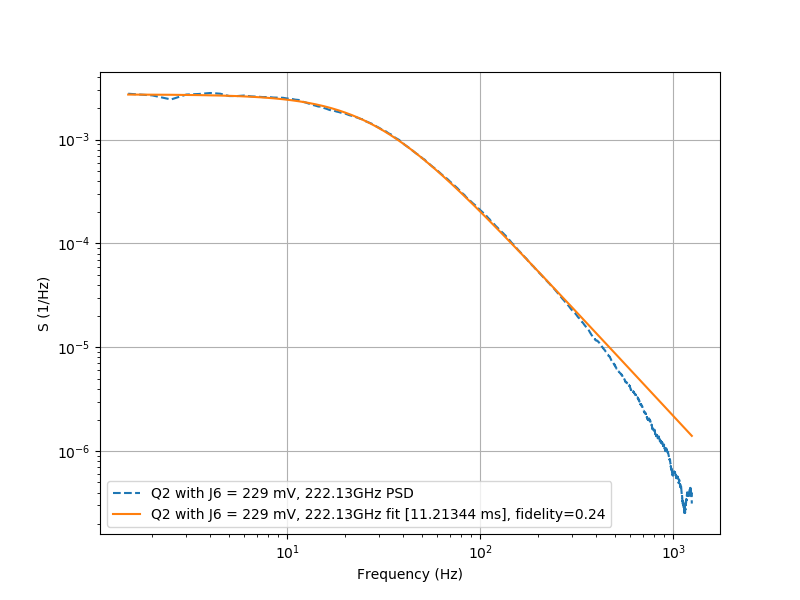 10⁻³
10⁻⁴
10⁻⁵
10⁻⁶
S (1/Hz)
Q2 with J6 = 229 mV, 222.13GHz PSD
Q2 with J6 = 229 mV, 222.13GHz fit [11.21344 ms], fidelity=0.24
10¹ 10² 10³
Frequency (Hz)